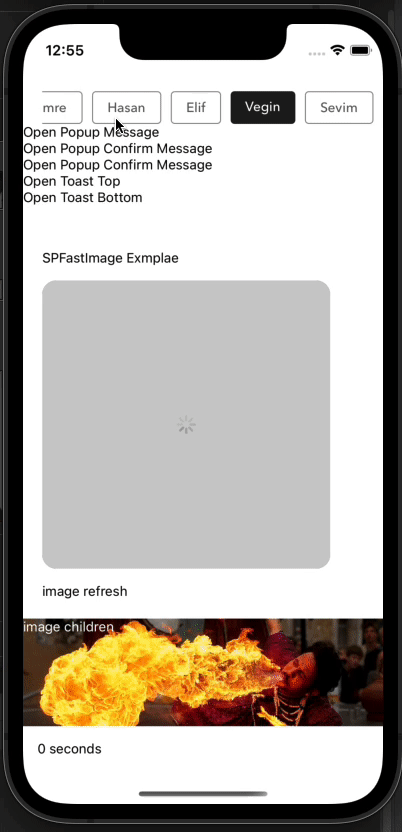 12:55
mre Hasan Elif Vegin Sevim
Open Popup Message
Open Popup Confirm Message
Open Popup Confirm Message
Open Toast Top
Open Toast Bottom
SPFastImage Exmplae
image refresh
image children
0 seconds